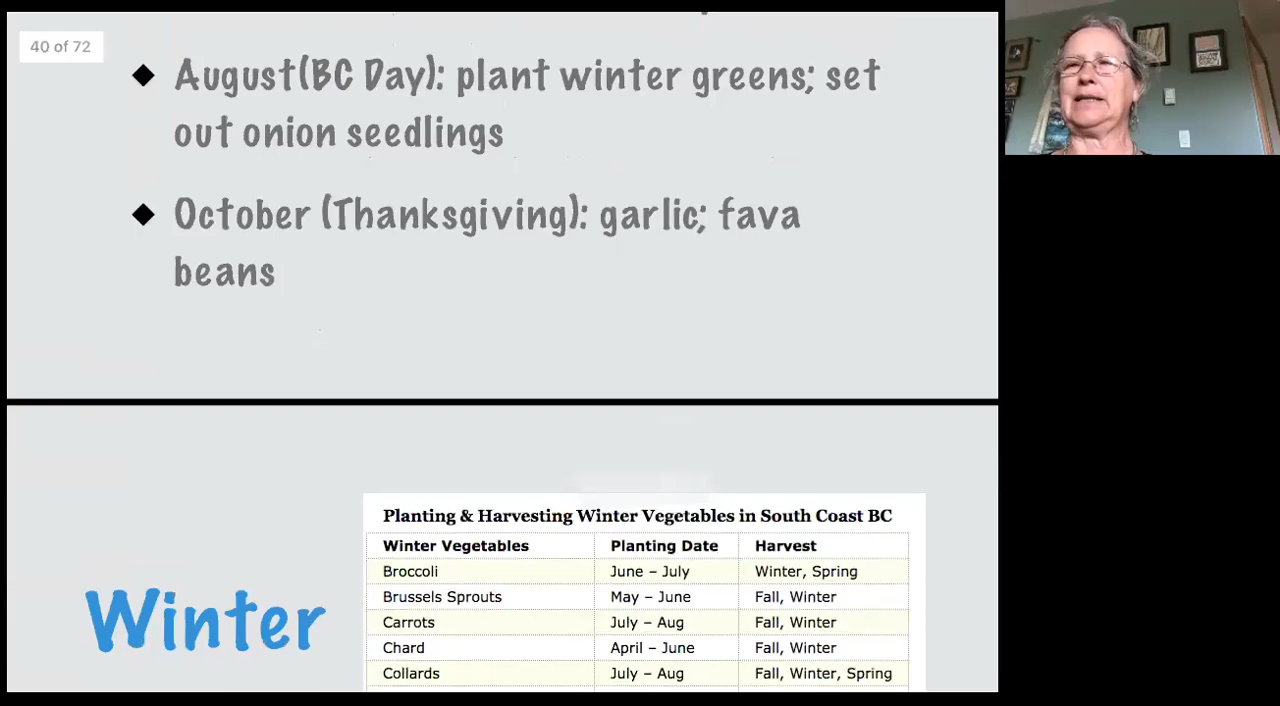 40 of 72
◆ August(BC Day): plant winter greens; set
out onion seedlings
◆ October (Thanksgiving): garlic; fava
beans
Planting & Harvesting Winter Vegetables in South Coast BC
Winter Vegetables Planting Date Harvest
Broccoli June – July Winter, Spring
Brussels Sprouts May – June Fall, Winter
Carrots July – Aug Fall, Winter
Chard April – June Fall, Winter
Collards July – Aug Fall, Winter, Spring
Winter